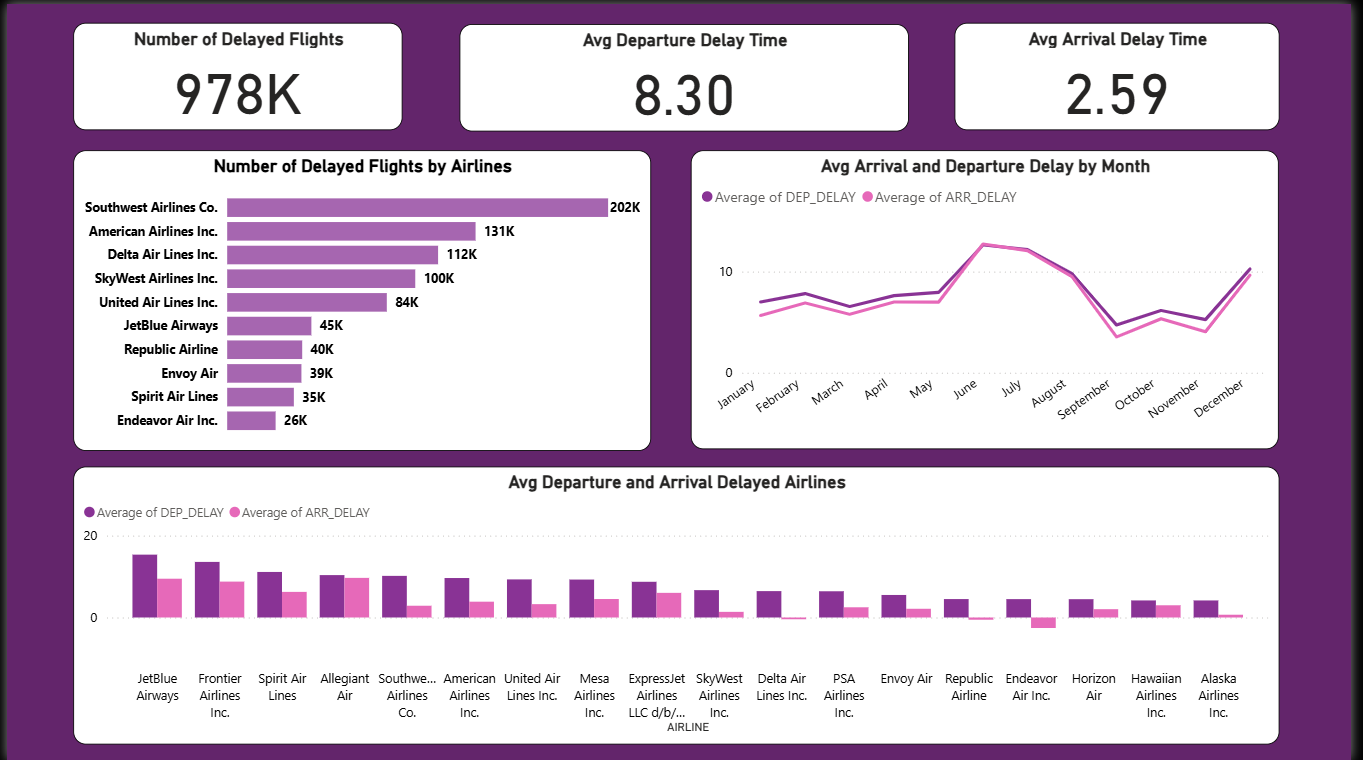 Number of Delayed Flights
978K
Avg Departure Delay Time
8.30
Avg Arrival Delay Time
2.59
Number of Delayed Flights by Airlines
Southwest Airlines Co. 202K
American Airlines Inc. 131K
Delta Air Lines Inc. 112K
SkyWest Airlines Inc. 100K
United Air Lines Inc. 84K
JetBlue Airways 45K
Republic Airline 40K
Envoy Air 39K
Spirit Air Lines 35K
Endeavor Air Inc. 26K
Avg Arrival and Departure Delay by Month
Average of DEP_DELAY Average of ARR_DELAY
10
0
January February March April May June July August September October November December
Avg Departure and Arrival Delayed Airlines
Average of DEP_DELAY Average of ARR_DELAY
20
0
JetBlue
Airways
Frontier
Airlines
Inc.
Spirit Air
Lines
Allegiant
Air
Southwe...
Airlines
Co.
American
Airlines
Inc.
United Air
Lines Inc.
Mesa
Airlines
Inc.
ExpressJet
Airlines
LLC d/b/...
SkyWest
Airlines
Inc.
Delta Air
Lines Inc.
PSA
Airlines
Inc.
Envoy Air
Republic
Airline
Endeavor
Air Inc.
Horizon
Air
Hawaiian
Airlines
Inc.
Alaska
Airlines
Inc.
AIRLINE